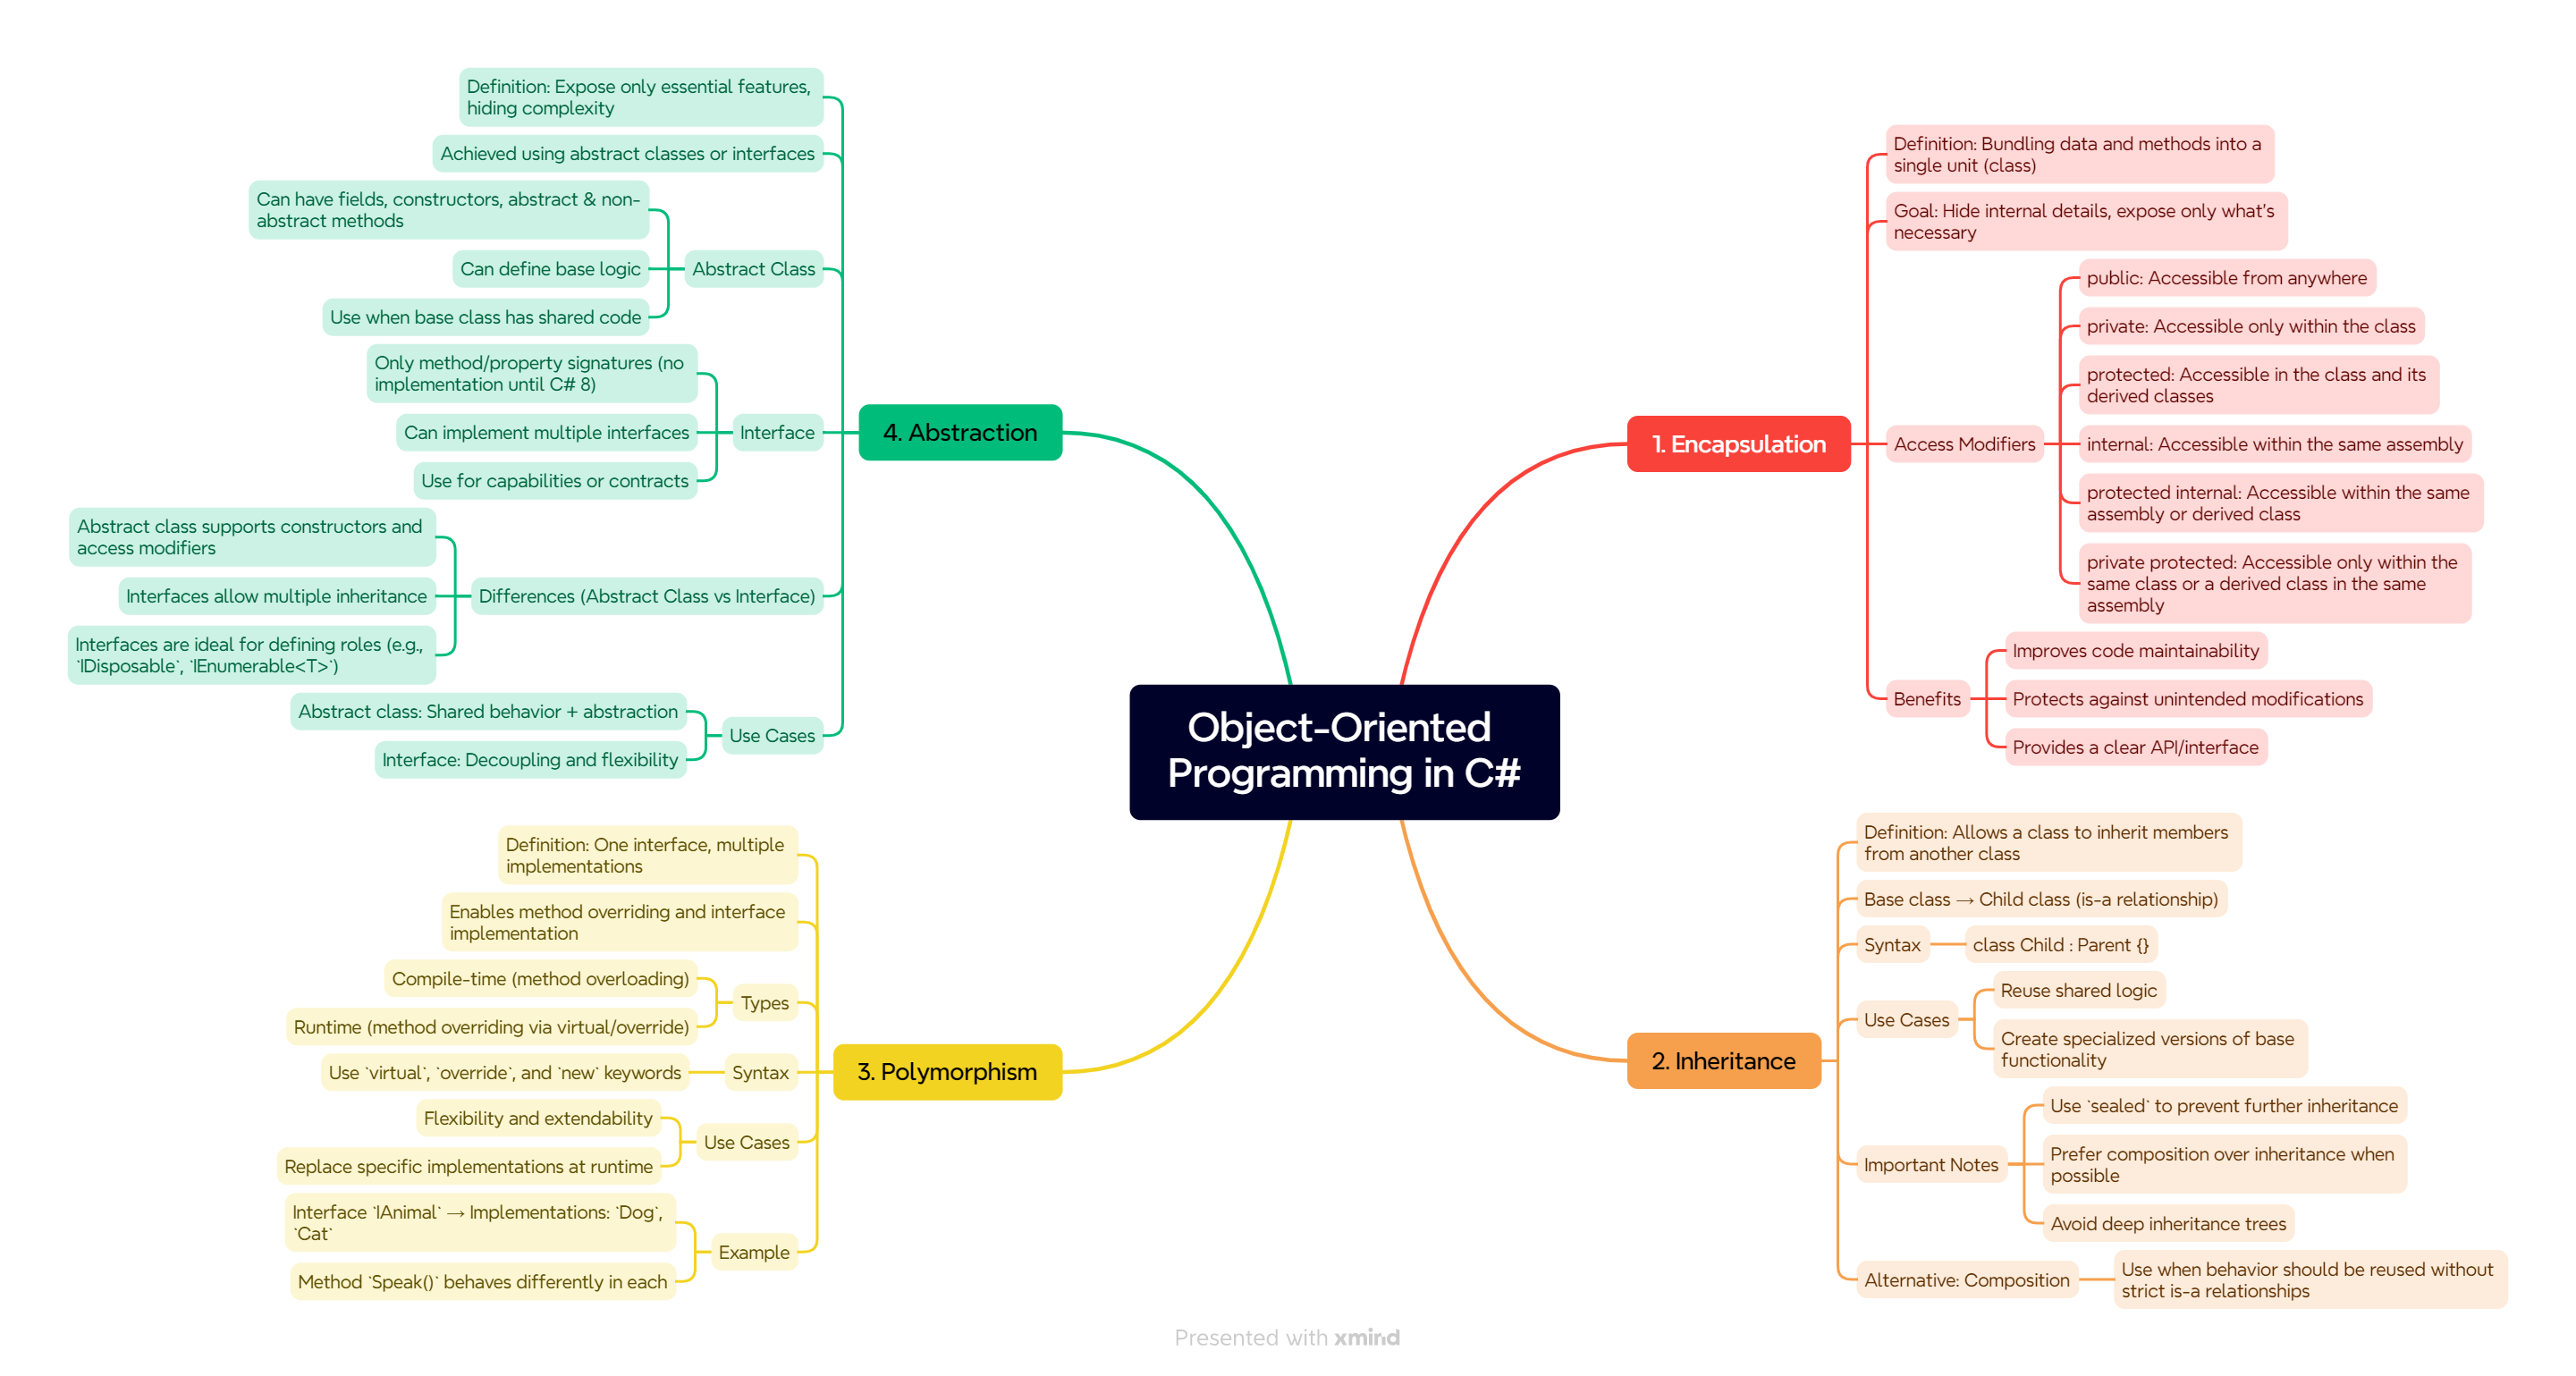 Object-Oriented
Programming in C#
1. Encapsulation
Definition: Bundling data and methods into a
single unit (class)
Goal: Hide internal details, expose only what's
necessary
Access Modifiers
public: Accessible from anywhere
private: Accessible only within the class
protected: Accessible in the class and its
derived classes
internal: Accessible within the same assembly
protected internal: Accessible within the same
assembly or derived class
private protected: Accessible only within the
same class or a derived class in the same
assembly
Benefits
Improves code maintainability
Protects against unintended modifications
Provides a clear API/interface
2. Inheritance
Definition: Allows a class to inherit members
from another class
Base class → Child class (is-a relationship)
Syntax
class Child : Parent {}
Use Cases
Reuse shared logic
Create specialized versions of base
functionality
Important Notes
Use `sealed` to prevent further inheritance
Prefer composition over inheritance when
possible
Avoid deep inheritance trees
Alternative: Composition
Use when behavior should be reused without
strict is-a relationships
3. Polymorphism
Definition: One interface, multiple
implementations
Enables method overriding and interface
implementation
Types
Compile-time (method overloading)
Runtime (method overriding via virtual/override)
Syntax
Use `virtual`, `override`, and `new` keywords
Use Cases
Flexibility and extendability
Replace specific implementations at runtime
Example
Interface `IAnimal` → Implementations: `Dog`,
`Cat`
Method `Speak()` behaves differently in each
4. Abstraction
Definition: Expose only essential features,
hiding complexity
Achieved using abstract classes or interfaces
Abstract Class
Can have fields, constructors, abstract & non-
abstract methods
Can define base logic
Use when base class has shared code
Interface
Only method/property signatures (no
implementation until C# 8)
Can implement multiple interfaces
Use for capabilities or contracts
Differences (Abstract Class vs Interface)
Abstract class supports constructors and
access modifiers
Interfaces allow multiple inheritance
Interfaces are ideal for defining roles (e.g.,
`IDisposable`, `IEnumerable<T>`)
Use Cases
Abstract class: Shared behavior + abstraction
Interface: Decoupling and flexibility
Presented with xmind